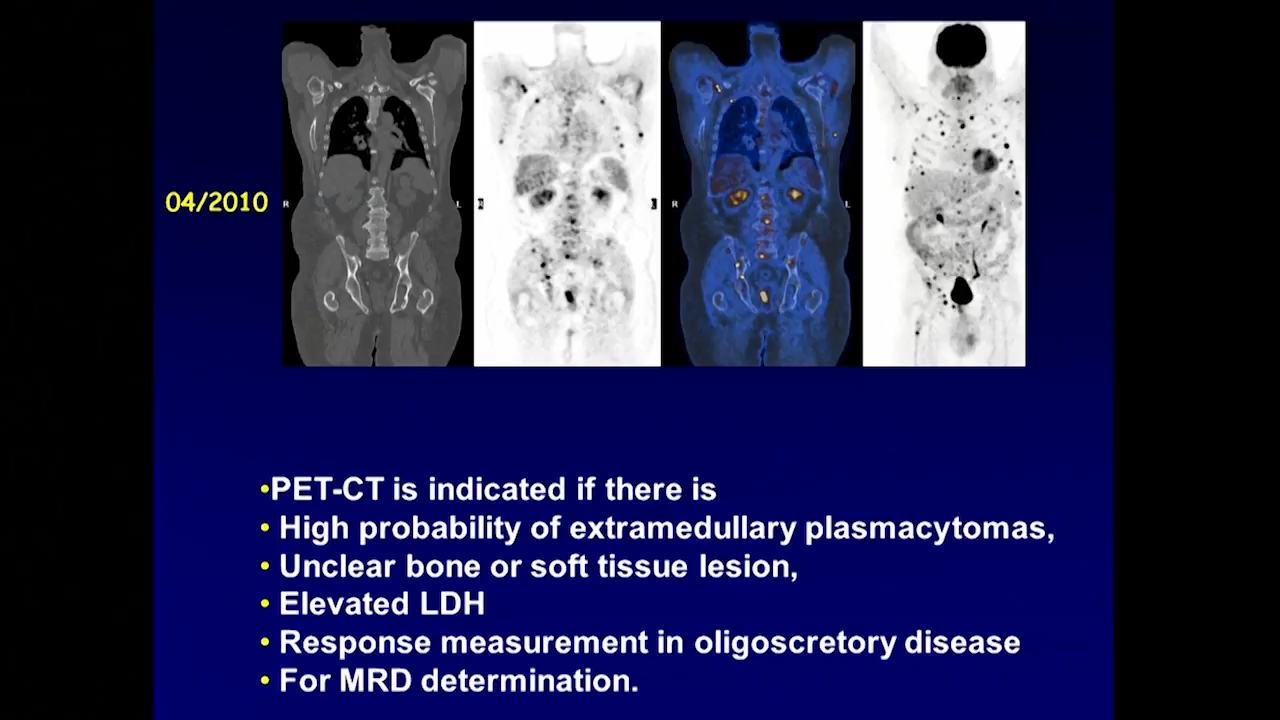 04/2010
R
L
R
L
•PET-CT is indicated if there is
• High probability of extramedullary plasmacytomas,
• Unclear bone or soft tissue lesion,
• Elevated LDH
• Response measurement in oligoscretory disease
• For MRD determination.